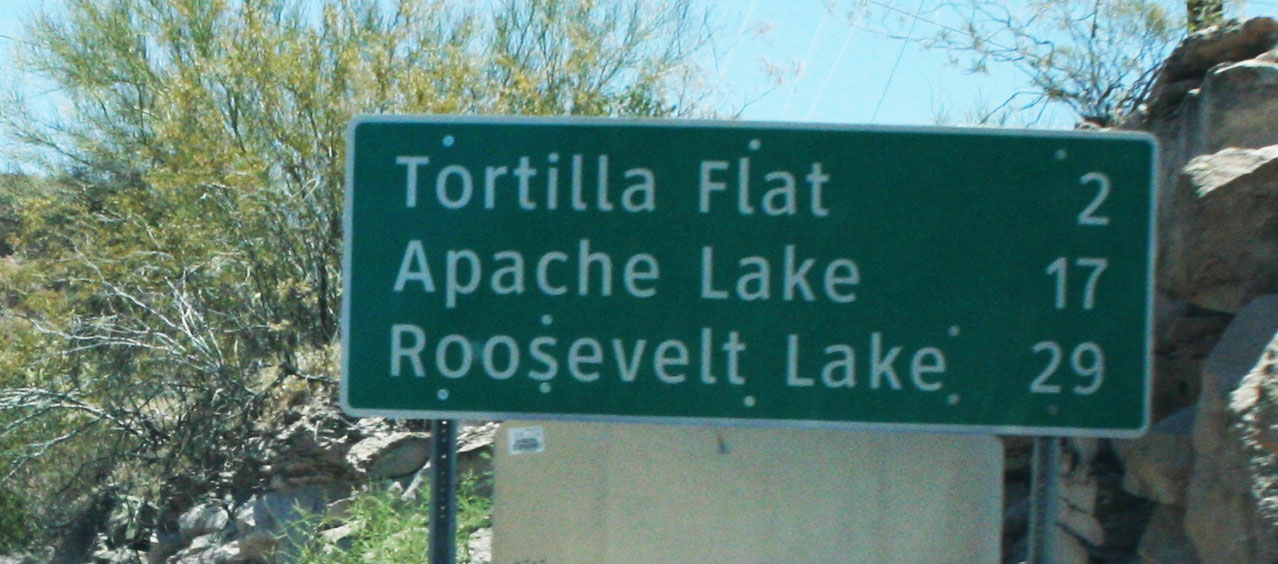 Tortilla Flat 2
Apache Lake 17
Roosevelt Lake 29